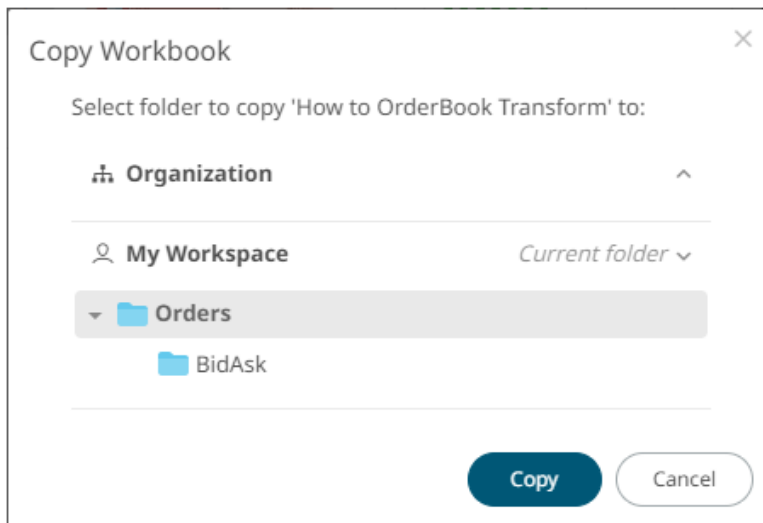 Copy Workbook
Select folder to copy 'How to OrderBook Transform' to:
Organization
My Workspace Current folder
Orders
BidAsk
Copy Cancel